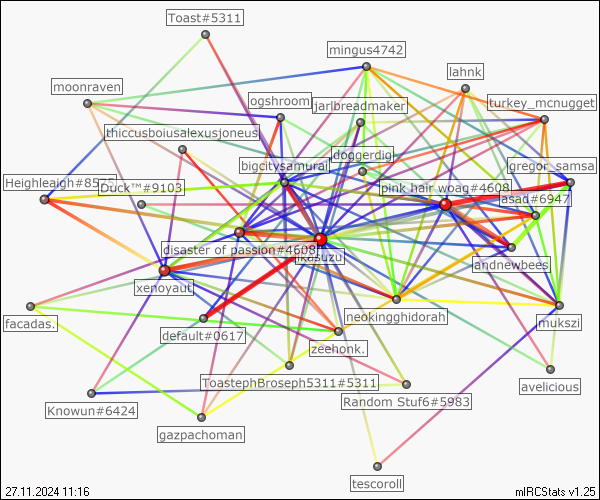 Toast#5311
mingus4742
lahnk
moonraven
ogshroom
jarlbreadmaker
turkey_mcnugget
thiccusboiusalexusjoneus
doggerdig
bigcitysamurai
gregor_samsa
Heighleaigh#8575
Duck™#9103
pink hair woag#4608
asad#6947
disaster of passion#4608
ikasuzu
andnewbees
xenoyaut
neokingghidorah
mukszi
facadas.
default#0617
zeehonk.
ToastephBroseph5311#5311
avelicious
Random Stuf6#5983
Knowun#6424
gazpachoman
tescoroll
27.11.2024 11:16
mIRCStats v1.25